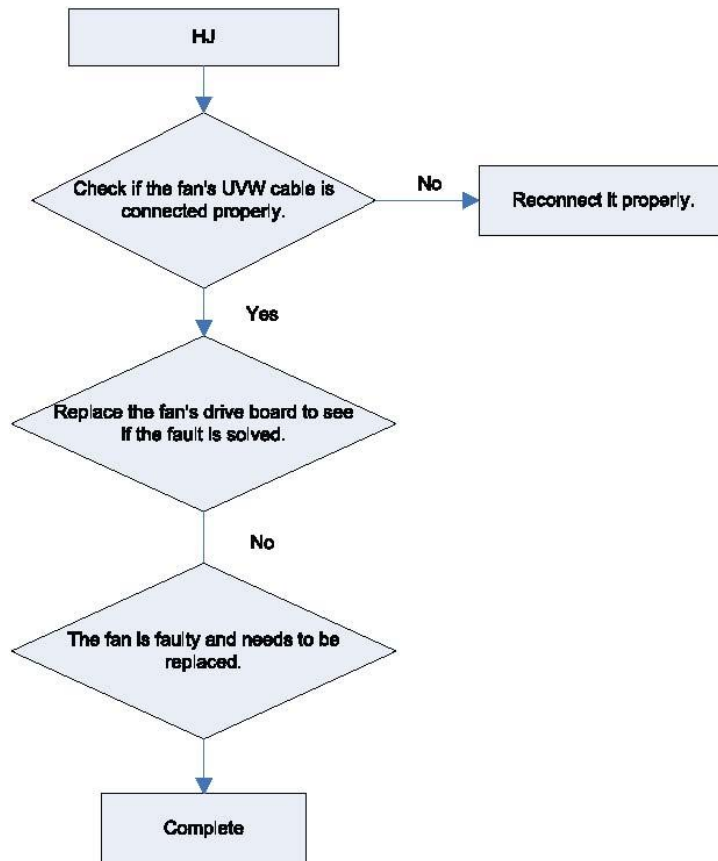 HJ
Check if the fan's UVW cable is
connected properly.
No
Reconnect it properly.
Yes
Replace the fan's drive board to see
if the fault is solved.
No
The fan is faulty and needs to be
replaced.
Complete